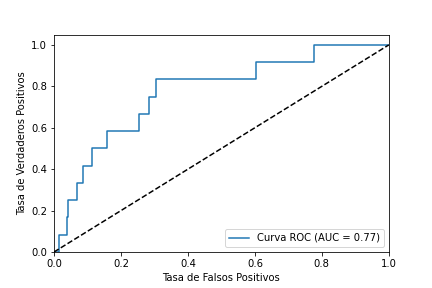 1.0
0.8
0.6
0.4
0.2
0.0
Tasa de Verdaderos Positivos
Curva ROC (AUC = 0.77)
0.0 0.2 0.4 0.6 0.8 1.0
Tasa de Falsos Positivos